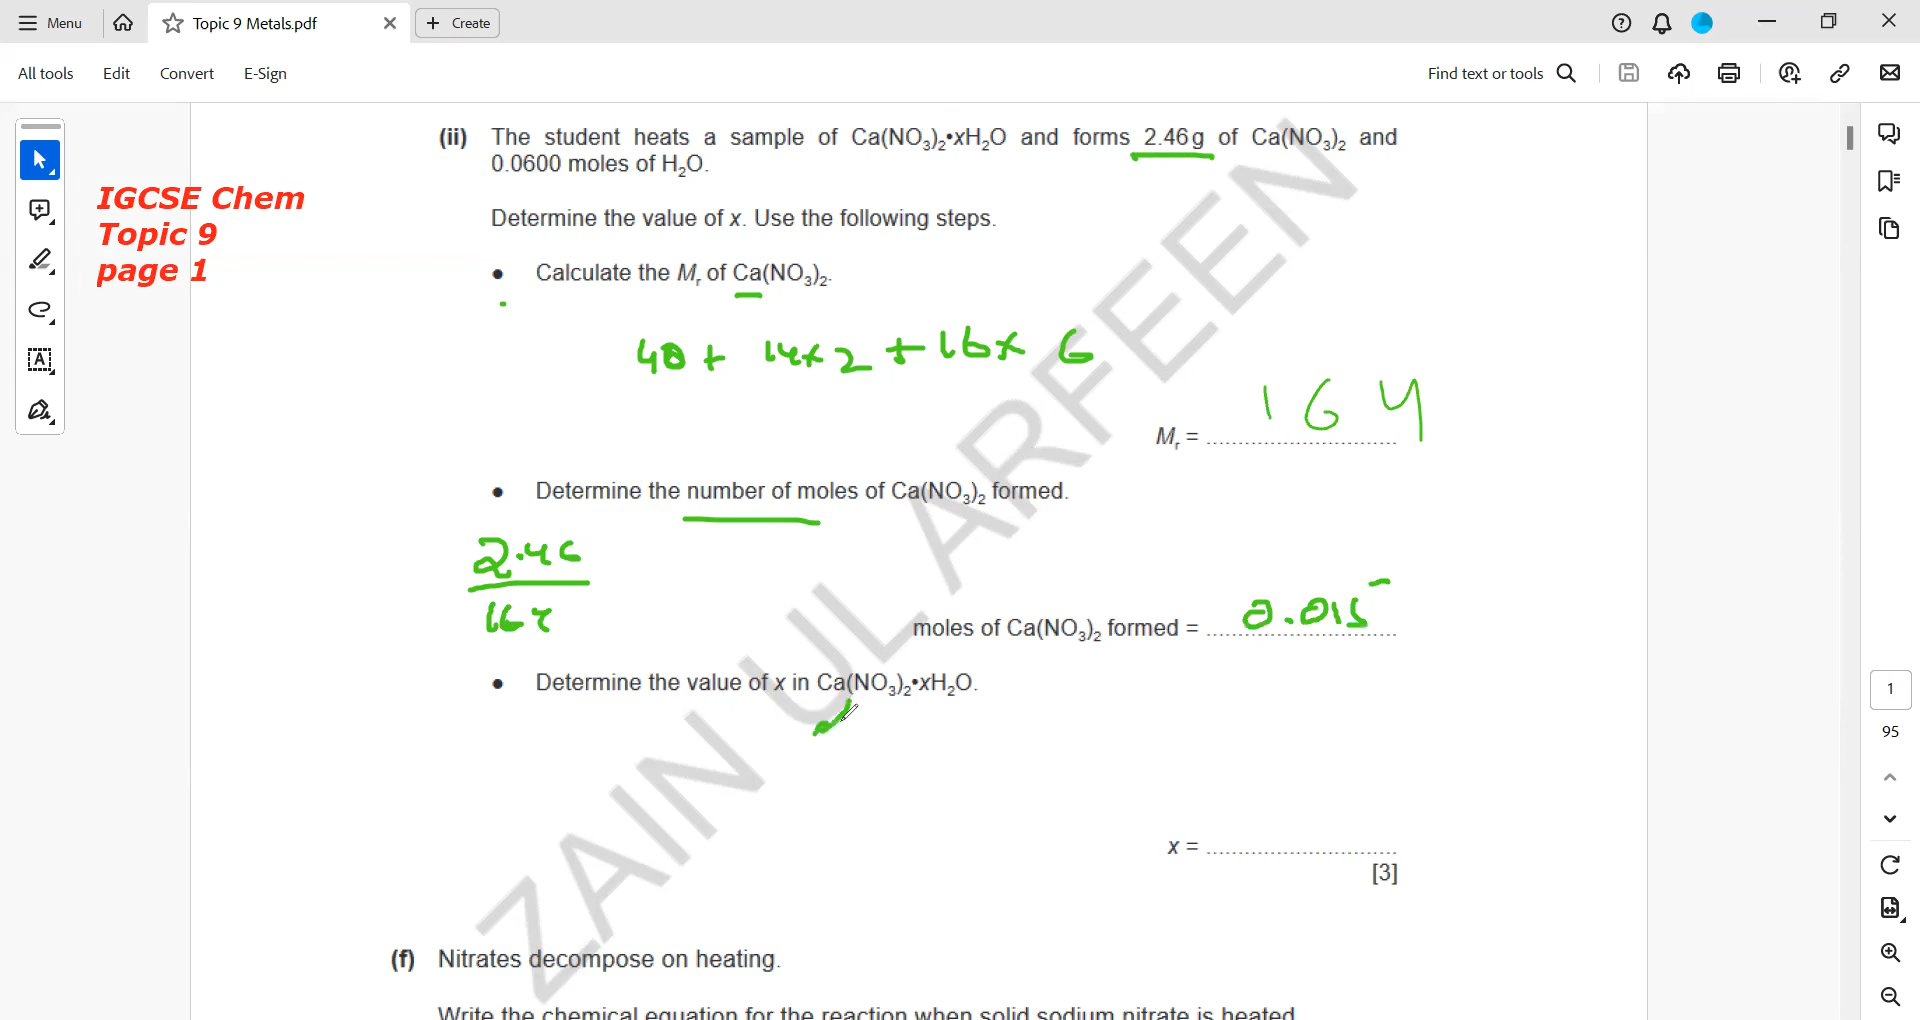 Menu
Topic 9 Metals.pdf
Create
All tools
Edit
Convert
E-Sign
Find text or tools
IGCSE Chem
Topic 9
page 1
(ii) The student heats a sample of Ca(NO₃)₂•xH₂O and forms 2.46 g of Ca(NO₃)₂ and
0.0600 moles of H₂O.
Determine the value of x. Use the following steps.
• Calculate the Mᵣ of Ca(NO₃)₂.
40 + 14x2 + 16x 6
164
Mᵣ =
• Determine the number of moles of Ca(NO₃)₂ formed.
2.46
164
0.015
moles of Ca(NO₃)₂ formed =
• Determine the value of x in Ca(NO₃)₂•xH₂O.
x =
[3]
(f) Nitrates decompose on heating.
Write the chemical equation for the reaction when solid sodium nitrate is heated
ZAIN UL ARFEEN
1
95